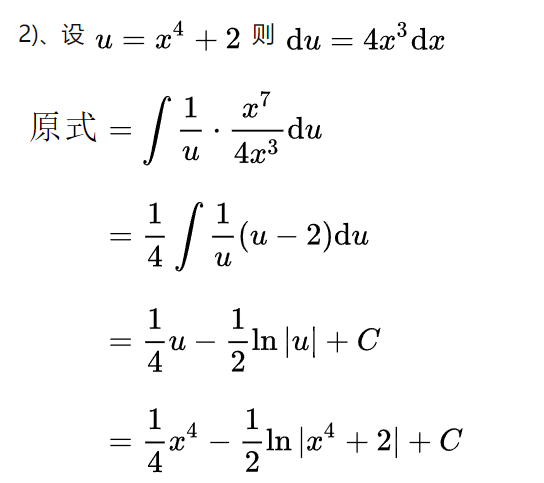 2)、设 u = x⁴ + 2 则 du = 4x³dx
原式 = ∫ 1/u · x⁷/4x³ du
= 1/4 ∫ 1/u (u − 2)du
= 1/4 u − 1/2 ln |u| + C
= 1/4 x⁴ − 1/2 ln |x⁴ + 2| + C